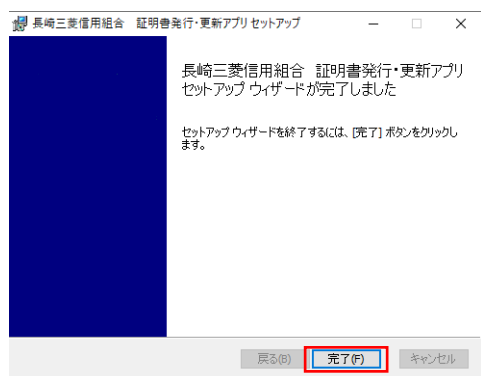 長崎三菱信用組合　証明書発行・更新アプリ セットアップ
長崎三菱信用組合　証明書発行・更新アプリ
セットアップ ウィザードが完了しました
セットアップ ウィザードを終了するには、[完了] ボタンをクリックし
ます。
戻る(B) 完了(F) キャンセル